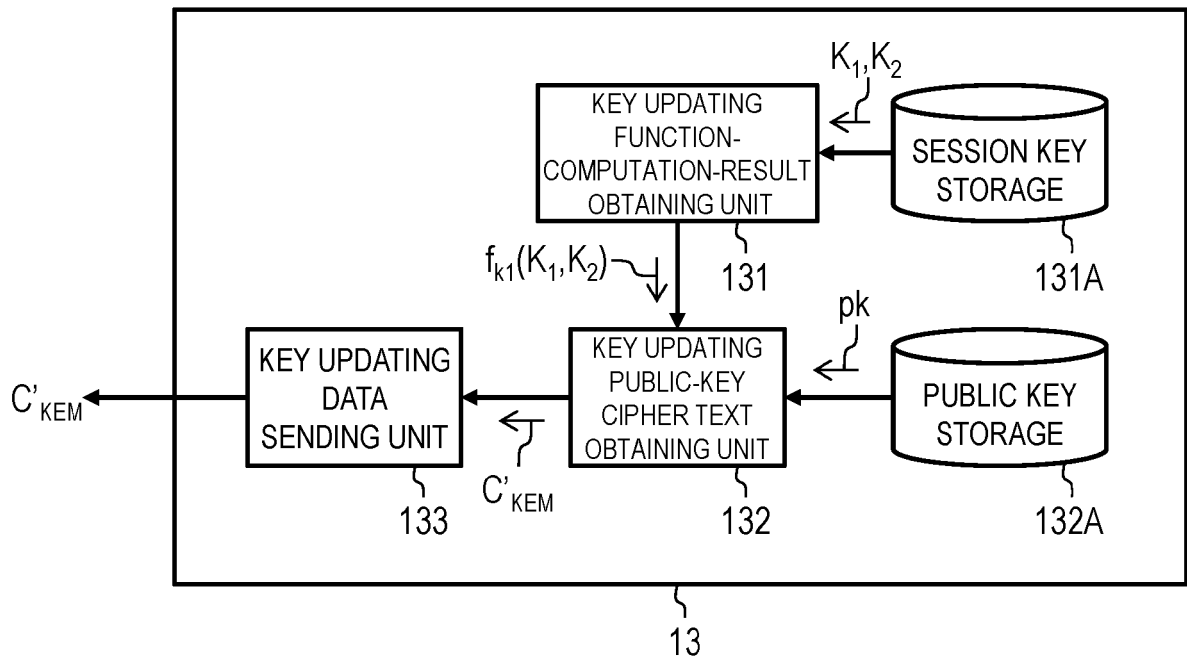 K₁,K₂
KEY UPDATING
FUNCTION-
COMPUTATION-RESULT
OBTAINING UNIT
SESSION KEY
STORAGE
131
131A
fₖ₁(K₁,K₂)
pk
KEY UPDATING
DATA
SENDING UNIT
KEY UPDATING
PUBLIC-KEY
CIPHER TEXT
OBTAINING UNIT
PUBLIC KEY
STORAGE
C'KEM
C'KEM
133
132
132A
13